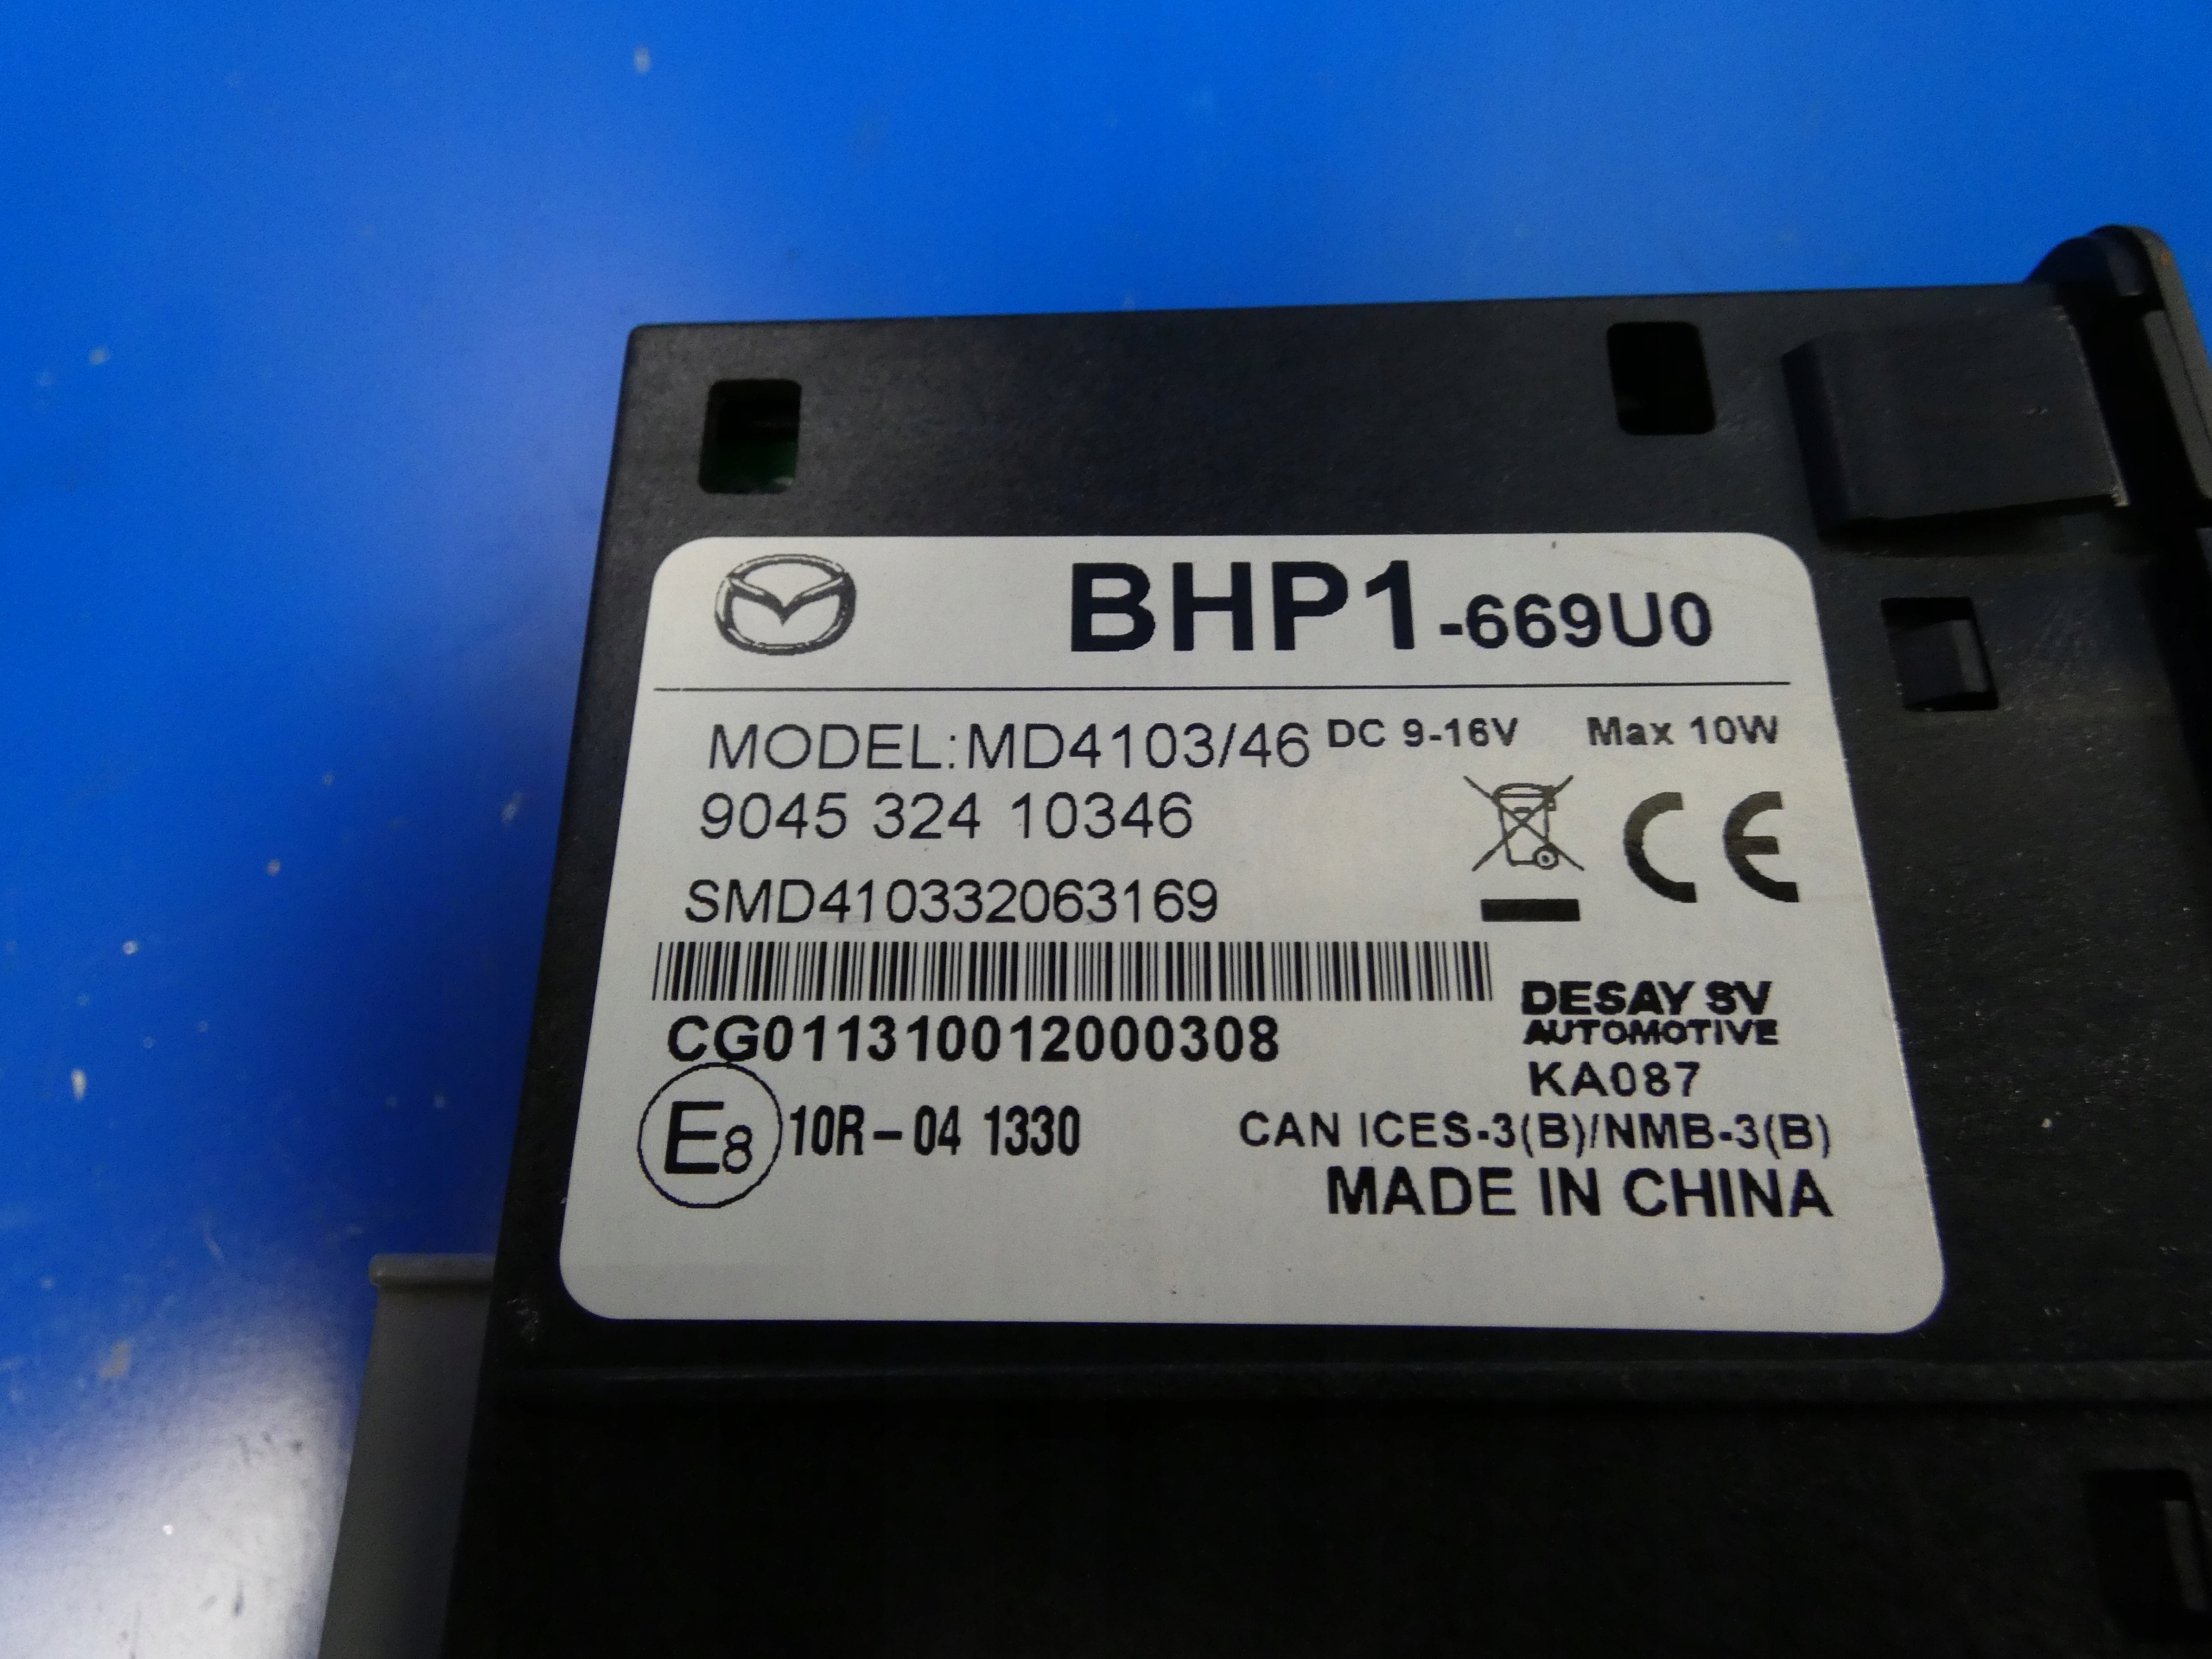 BHP1-669U0
MODEL:MD4103/46 DC 9-16V Max 10W
9045 324 10346
SMD410332063169
CE
CG011310012000308
DESAY SV
AUTOMOTIVE
KA087
E8 10R-04 1330
CAN ICES-3(B)/NMB-3(B)
MADE IN CHINA